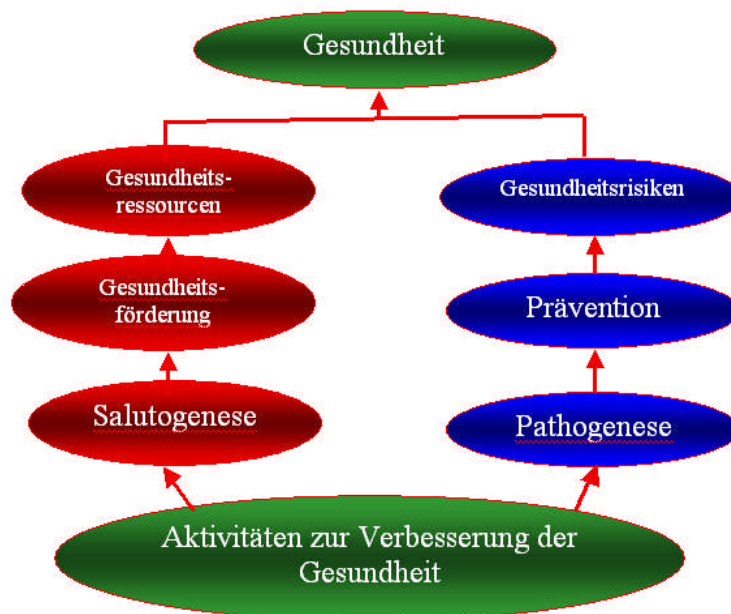 Gesundheit
Gesundheits-
ressourcen
Gesundheitsrisiken
Gesundheits-
förderung
Prävention
Salutogenese
Pathogenese
Aktivitäten zur Verbesserung der
Gesundheit